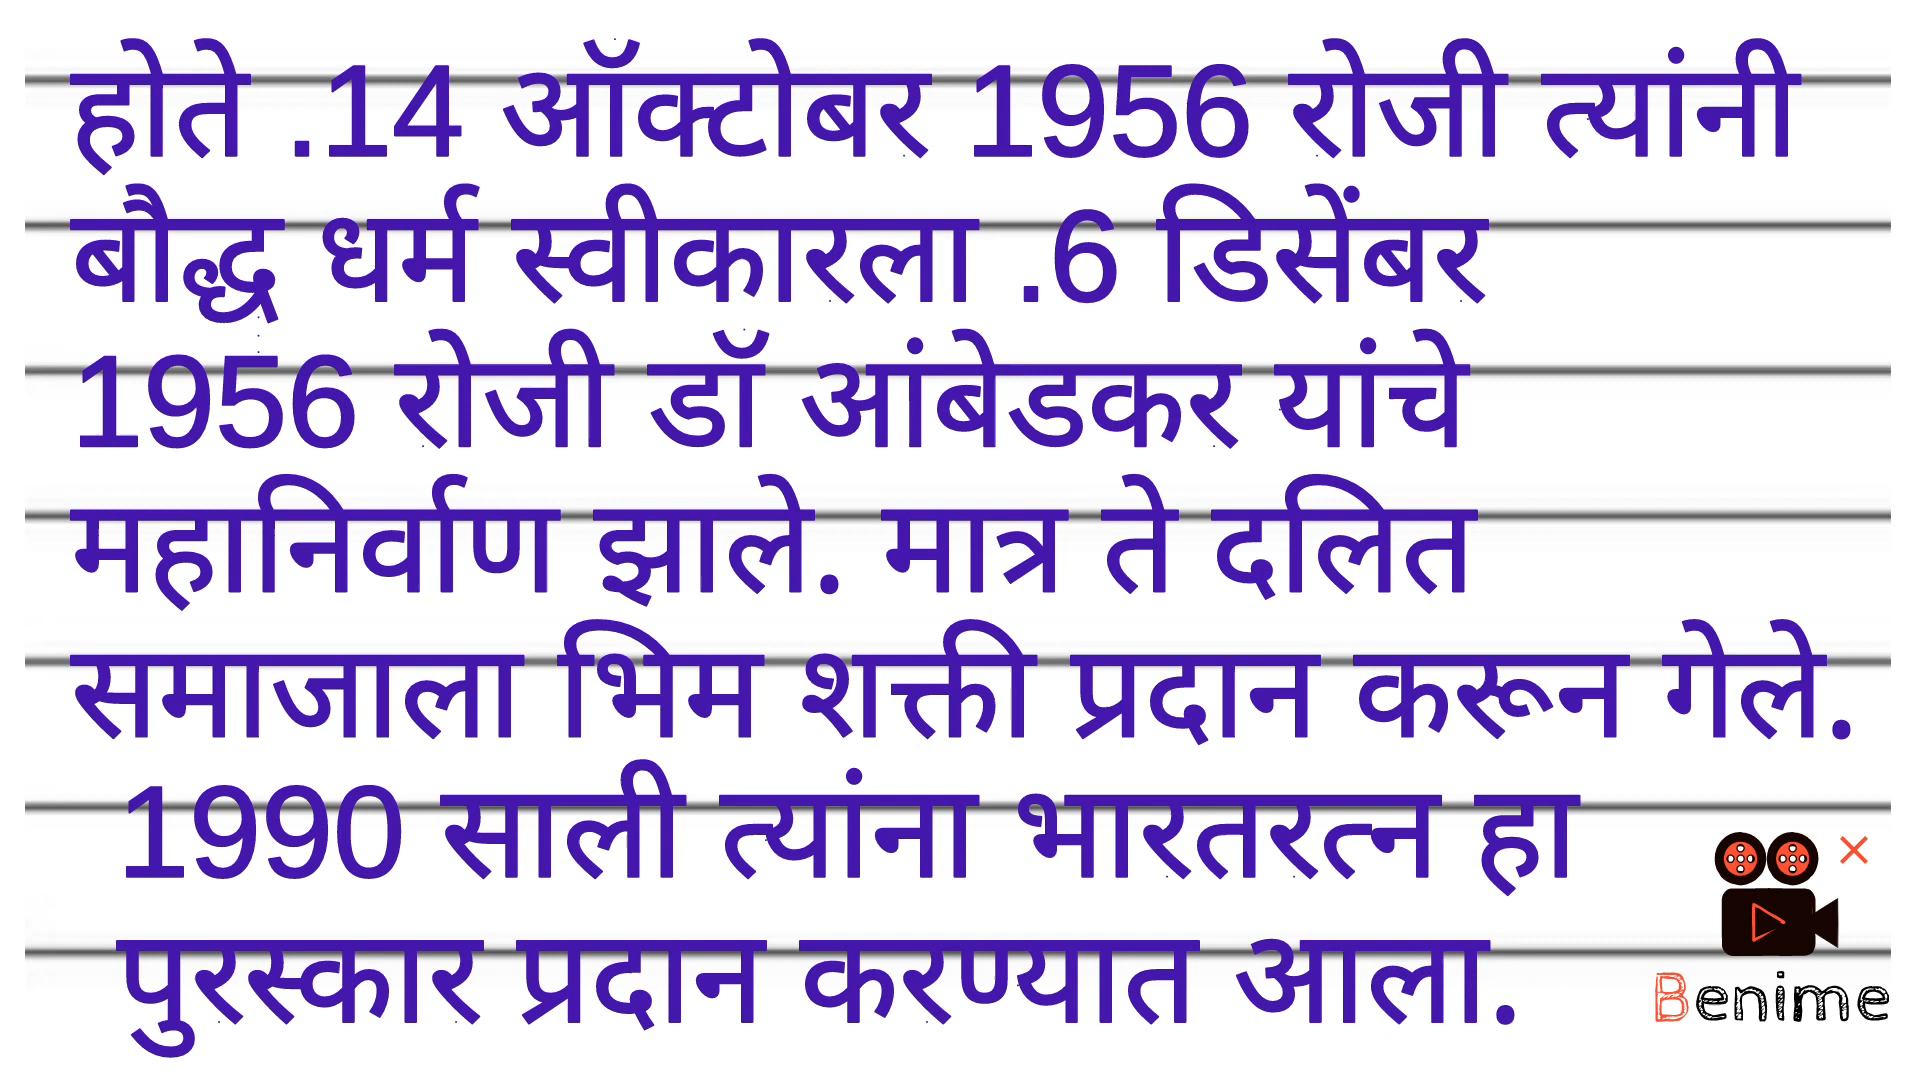 होते .14 ऑक्टोबर 1956 रोजी त्यांनी
बौद्ध धर्म स्वीकारला .6 डिसेंबर
1956 रोजी डॉ आंबेडकर यांचे
महानिर्वाण झाले. मात्र ते दलित
समाजाला भिम शक्ती प्रदान करून गेले.
1990 साली त्यांना भारतरत्न हा
पुरस्कार प्रदान करण्यात आला.
Benime